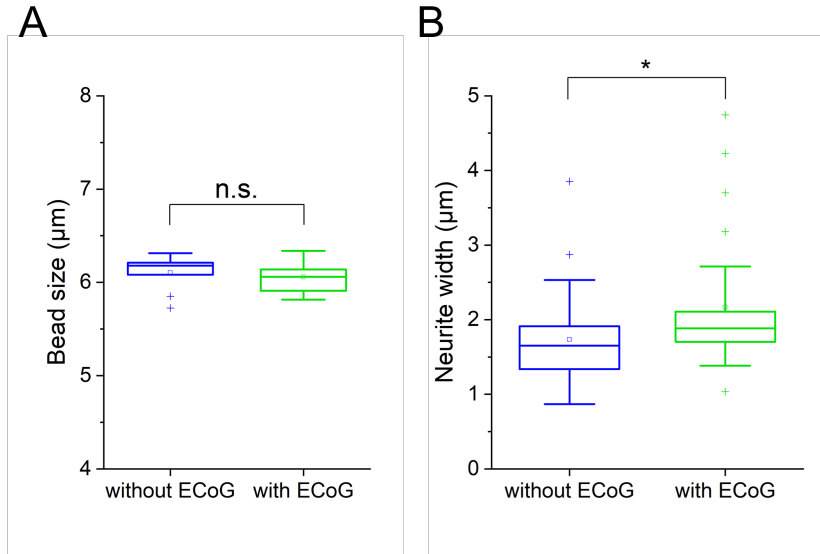 A
8
7
6
5
4
Bead size (µm)
n.s.
without ECoG
with ECoG
B
5
4
3
2
1
0
Neurite width (µm)
*
without ECoG
with ECoG